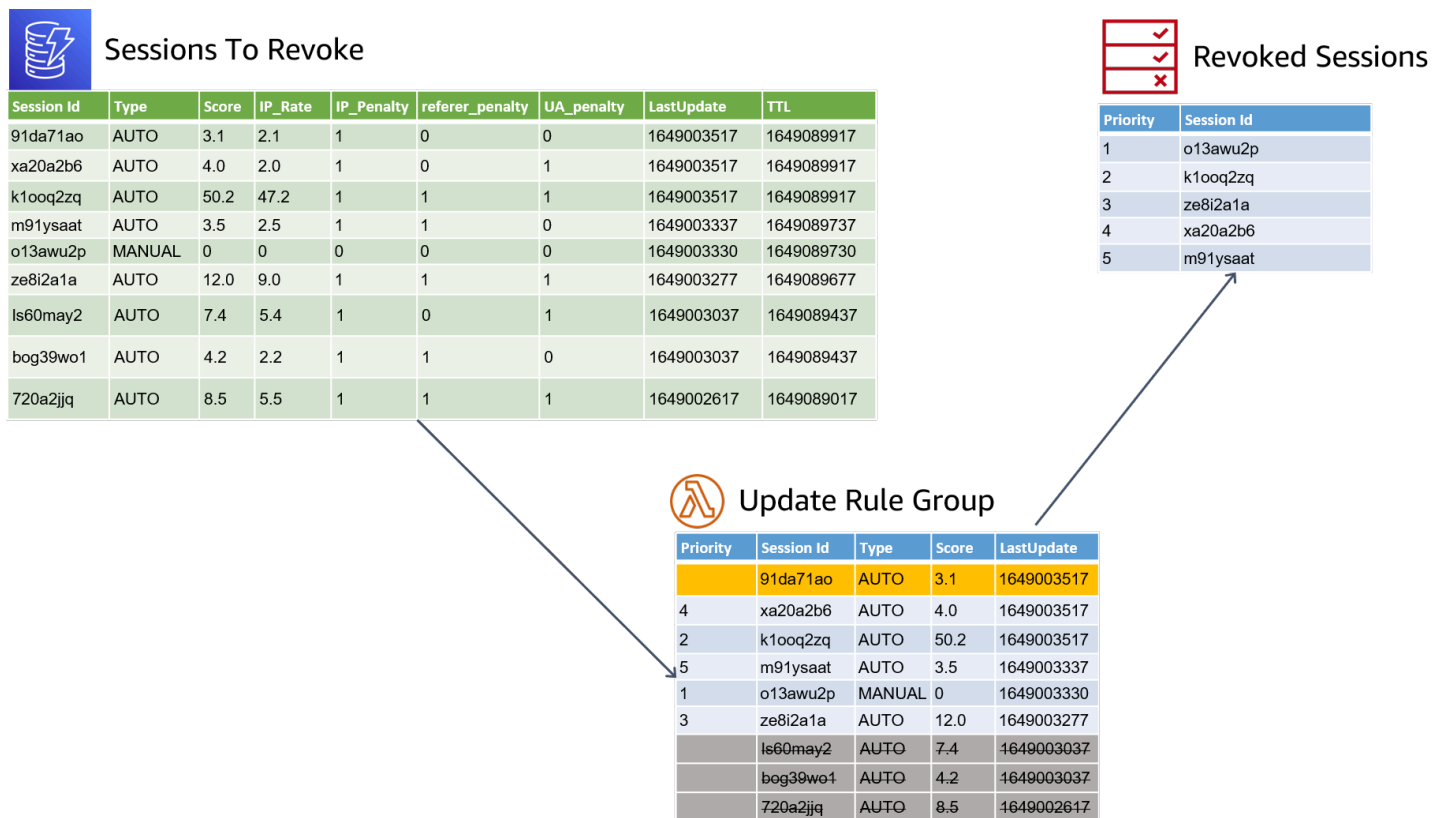 Sessions To Revoke
Session Id Type Score IP_Rate IP_Penalty referer_penalty UA_penalty LastUpdate TTL
91da71ao AUTO 3.1 2.1 1 0 0 1649003517 1649089917
xa20a2b6 AUTO 4.0 2.0 1 0 1 1649003517 1649089917
k1ooq2zq AUTO 50.2 47.2 1 1 1 1649003517 1649089917
m91ysaat AUTO 3.5 2.5 1 1 0 1649003337 1649089737
o13awu2p MANUAL 0 0 0 0 0 1649003330 1649089730
ze8i2a1a AUTO 12.0 9.0 1 1 1 1649003277 1649089677
ls60may2 AUTO 7.4 5.4 1 0 1 1649003037 1649089437
bog39wo1 AUTO 4.2 2.2 1 1 0 1649003037 1649089437
720a2jjq AUTO 8.5 5.5 1 1 1 1649002617 1649089017
Revoked Sessions
Priority Session Id
1 o13awu2p
2 k1ooq2zq
3 ze8i2a1a
4 xa20a2b6
5 m91ysaat
Update Rule Group
Priority Session Id Type Score LastUpdate
91da71ao AUTO 3.1 1649003517
4 xa20a2b6 AUTO 4.0 1649003517
2 k1ooq2zq AUTO 50.2 1649003517
5 m91ysaat AUTO 3.5 1649003337
1 o13awu2p MANUAL 0 1649003330
3 ze8i2a1a AUTO 12.0 1649003277
ls60may2 AUTO 7.4 1649003037
bog39wo1 AUTO 4.2 1649003037
720a2jjq AUTO 8.5 1649002617